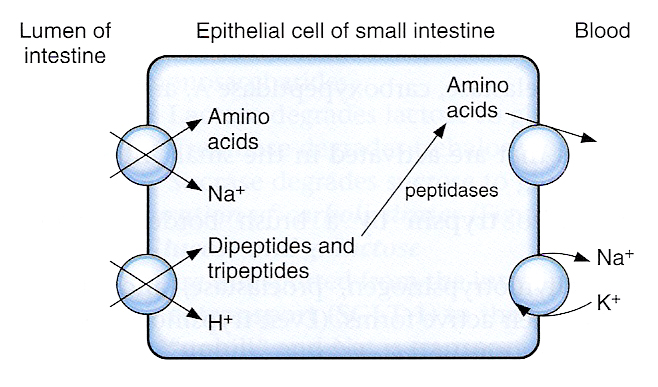 Lumen of
intestine
Epithelial cell of small intestine
Blood
Amino
acids
Na⁺
Dipeptides and
tripeptides
H⁺
peptidases
Amino
acids
Na⁺
K⁺